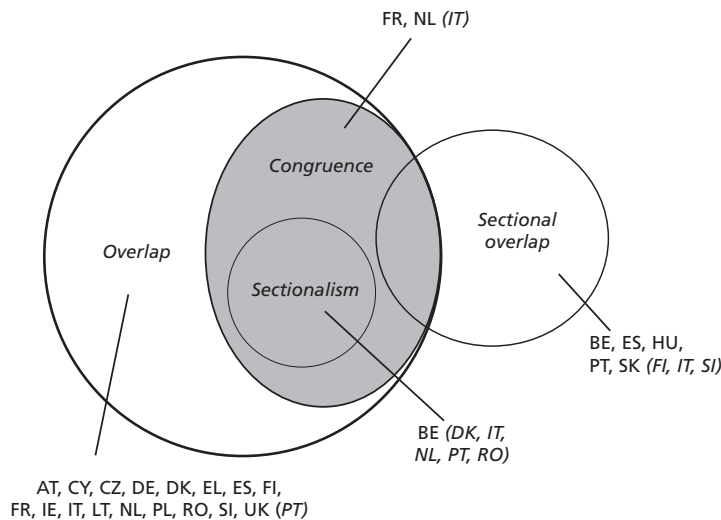 FR, NL (IT)
Congruence
Sectional
overlap
Overlap
Sectionalism
BE, ES, HU,
PT, SK (FI, IT, SI)
BE (DK, IT,
NL, PT, RO)
AT, CY, CZ, DE, DK, EL, ES, FI,
FR, IE, IT, LT, NL, PL, RO, SI, UK (PT)